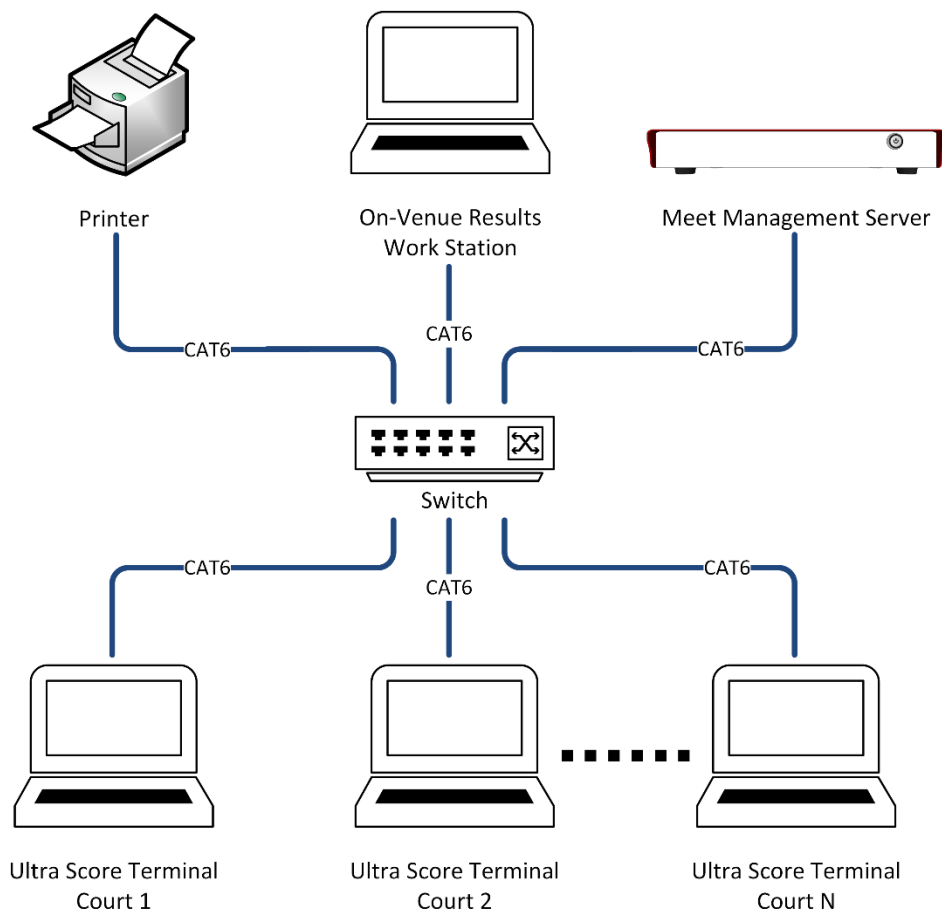 Printer
On-Venue Results
Work Station
Meet Management Server
CAT6
CAT6
CAT6
Switch
CAT6
CAT6
CAT6
Ultra Score Terminal
Court 1
Ultra Score Terminal
Court 2
Ultra Score Terminal
Court N